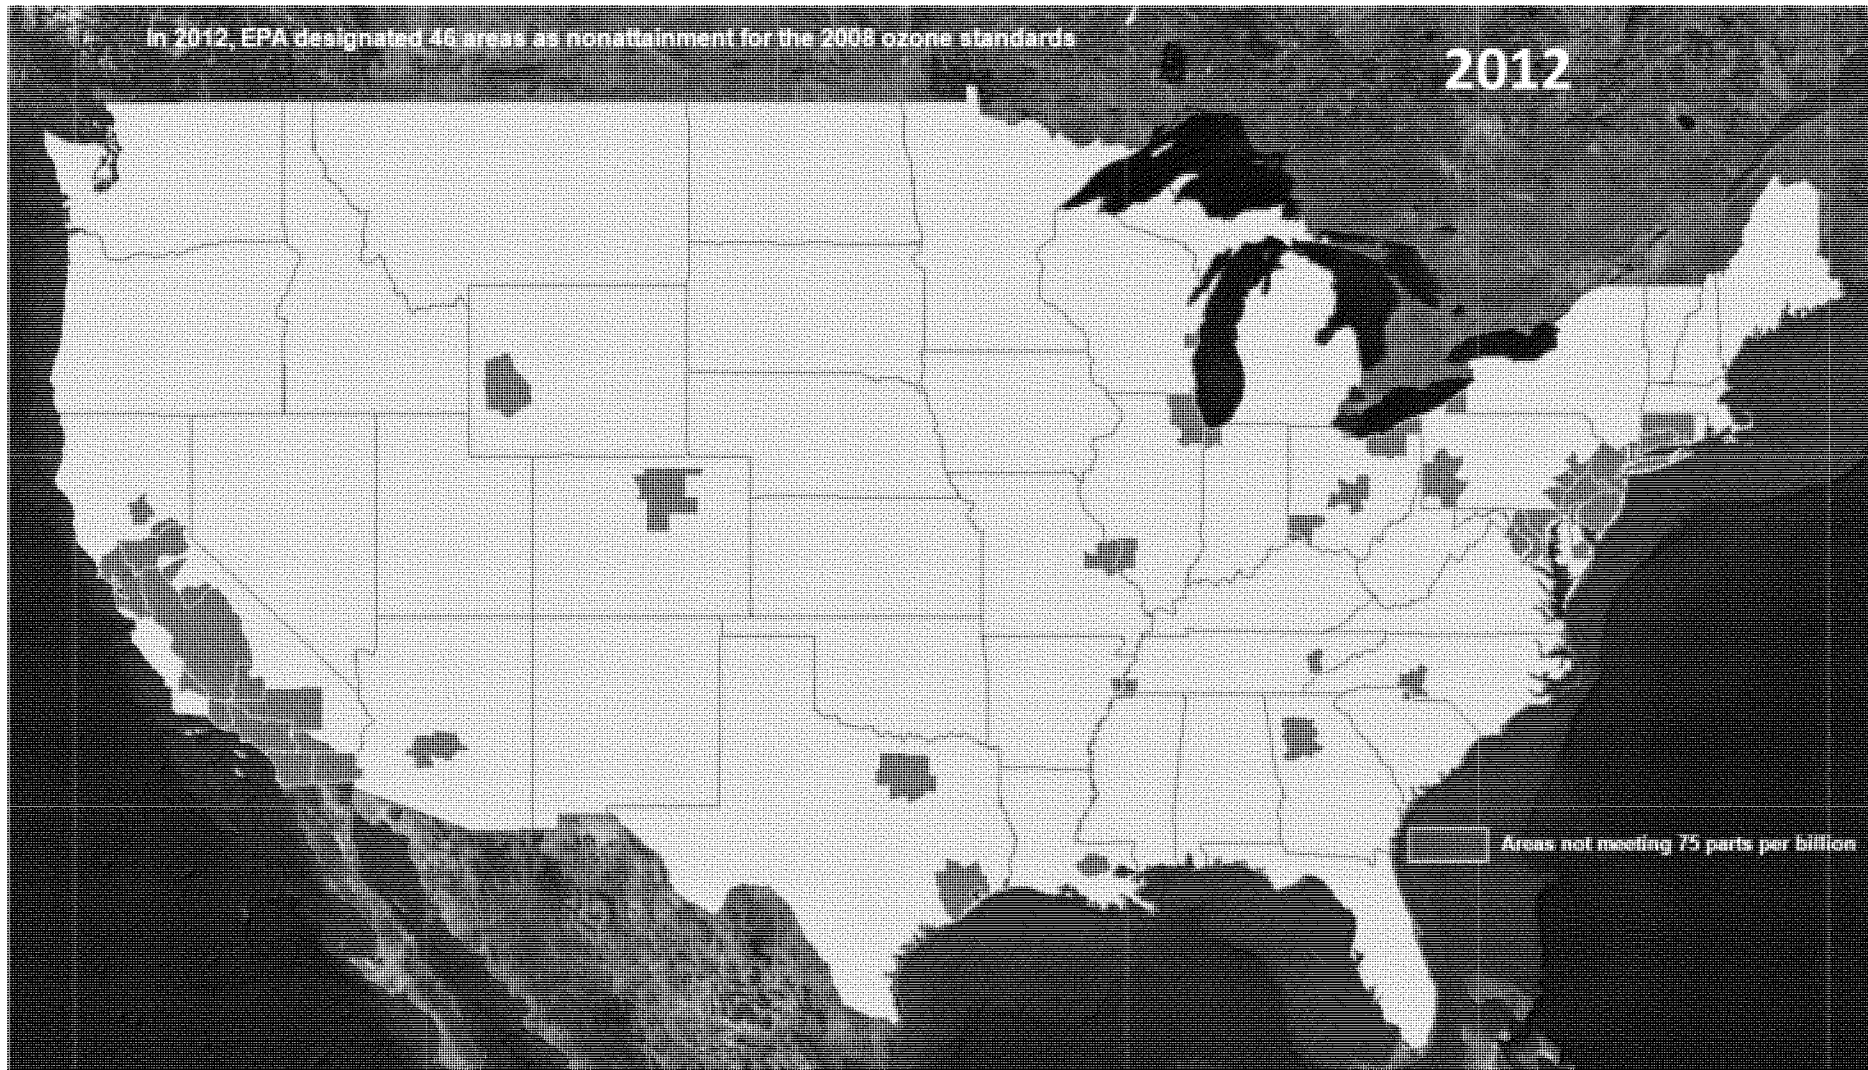 In 2012, EPA designated 46 areas as nonattainment for the 2008 ozone standards
2012
Areas not meeting 75 parts per billion